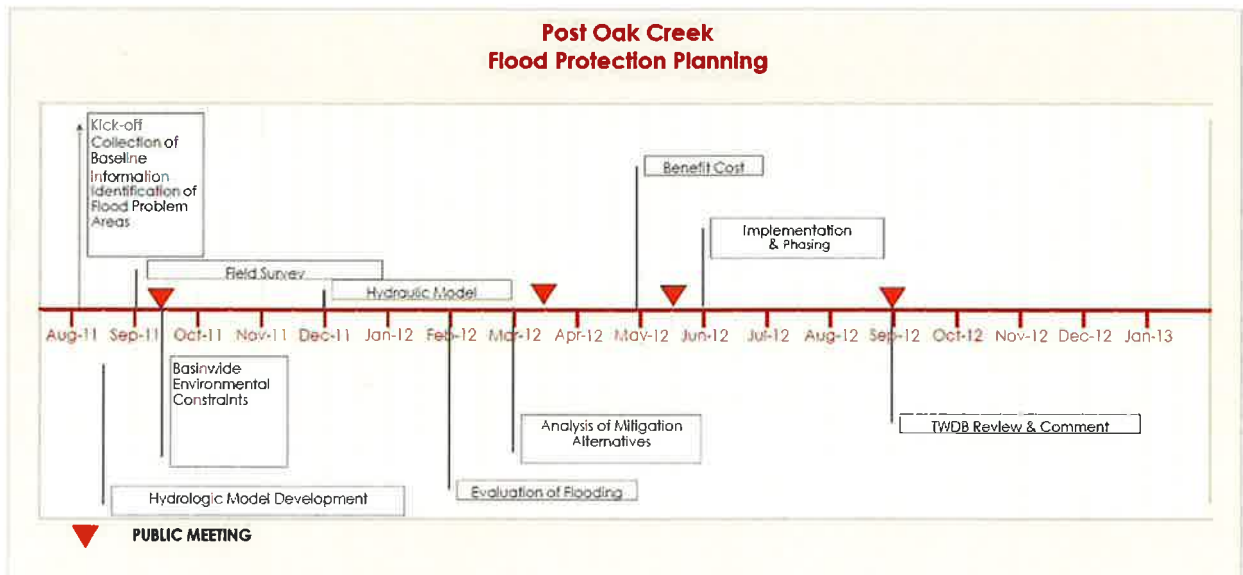 Post Oak Creek
Flood Protection Planning
Kick-off
Collection of
Baseline
Information
Identification of
Flood Problem
Areas
Benefit Cost
Implementation
& Phasing
Field Survey
Hydraulic Model
Aug-11 Sep-11 Oct-11 Nov-11 Dec-11 Jan-12 Feb-12 Mar-12 Apr-12 May-12 Jun-12 Jul-12 Aug-12 Sep-12 Oct-12 Nov-12 Dec-12 Jan-13
Basinwide
Environmental
Constraints
Analysis of Mitigation
Alternatives
TWDB Review & Comment
Evaluation of Flooding
Hydrologic Model Development
PUBLIC MEETING